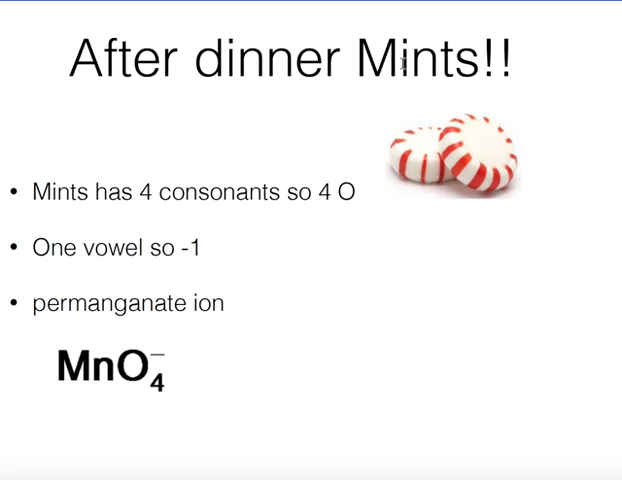 After dinner Mints!!
• Mints has 4 consonants so 4 O
• One vowel so -1
• permanganate ion
MnO₄⁻